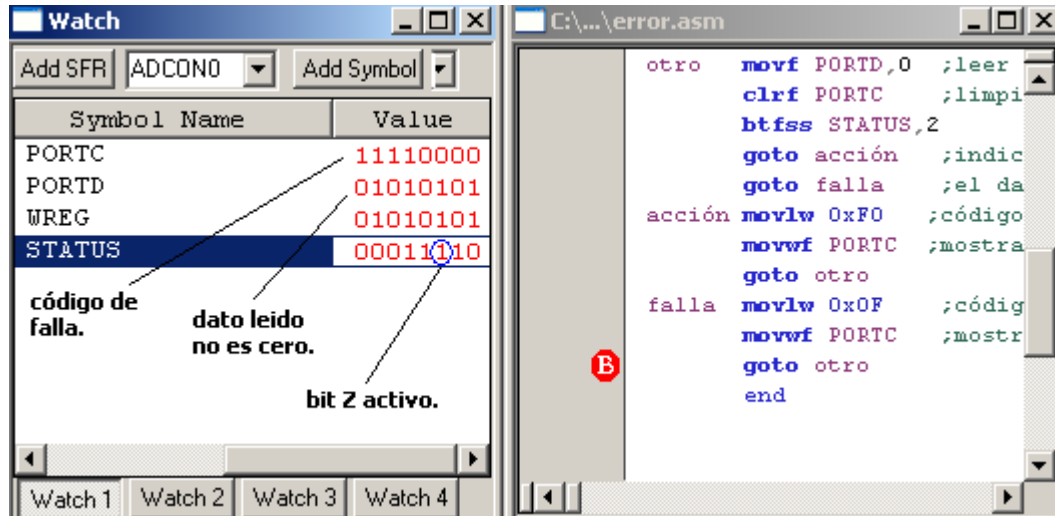 Watch
Add SFR ADCON0 Add Symbol
Symbol Name Value
PORTC 11110000
PORTD 01010101
WREG 01010101
STATUS 00011110
código de
falla.
dato leido
no es cero.
bit Z activo.
Watch 1 Watch 2 Watch 3 Watch 4
C:\...\error.asm
otro movf PORTD,0 ;leer
clrf PORTC ;limpi
btfss STATUS,2
goto acción ;indic
goto falla ;el da
acción movlw 0xF0 ;código
movwf PORTC ;mostra
goto otro
falla movlw 0x0F ;códig
movwf PORTC ;mostr
B goto otro
end